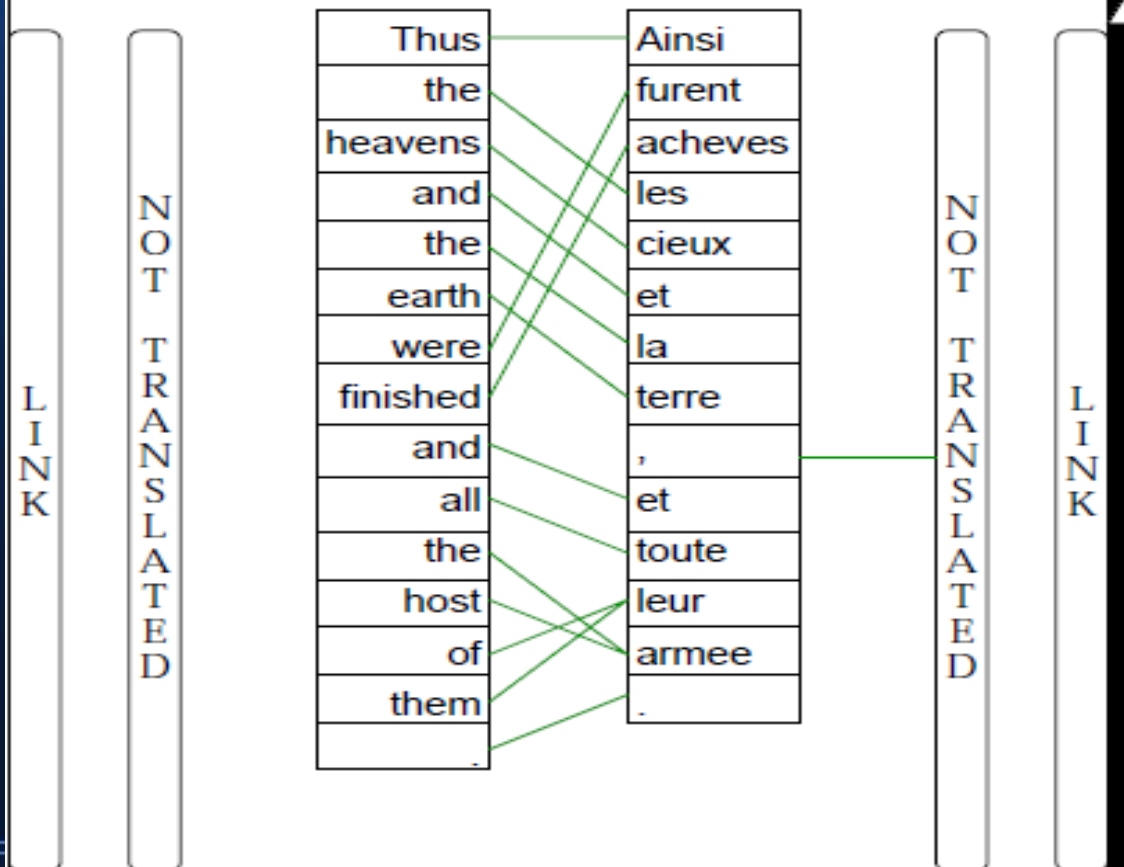 LINK
NOT TRANSLATED
Thus
the
heavens
and
the
earth
were
finished
and
all
the
host
of
them
.
Ainsi
furent
acheves
les
cieux
et
la
terre
,
et
toute
leur
armee
.
NOT TRANSLATED
LINK